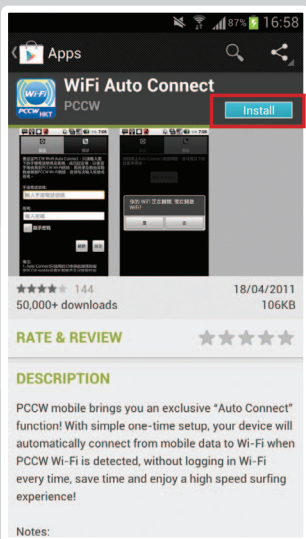 87% 16:58
Apps
WiFi Auto Connect
Wi-Fi
PCCW HKT
PCCW
Install
144
18/04/2011
50,000+ downloads
106KB
RATE & REVIEW
DESCRIPTION
PCCW mobile brings you an exclusive “Auto Connect”
function! With simple one-time setup, your device will
automatically connect from mobile data to Wi-Fi when
PCCW Wi-Fi is detected, without logging in Wi-Fi
every time, save time and enjoy a high speed surfing
experience!
Notes: